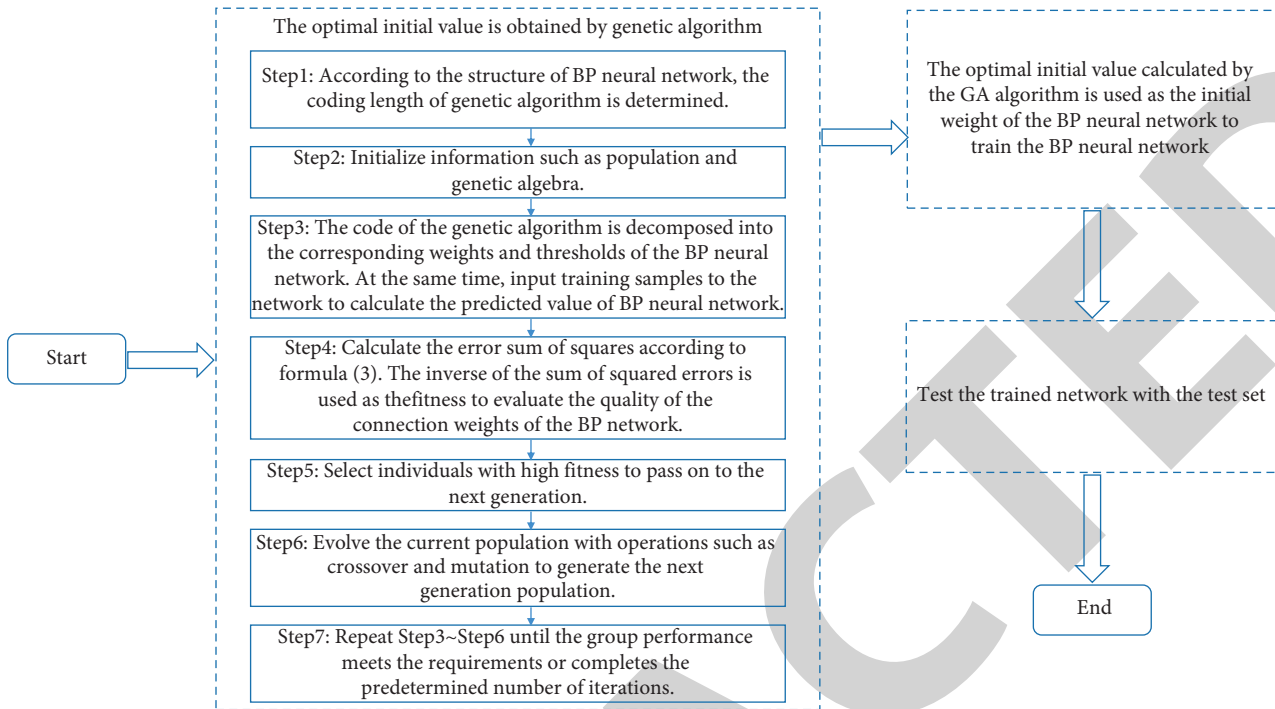 The optimal initial value is obtained by genetic algorithm
Step1: According to the structure of BP neural network, the
coding length of genetic algorithm is determined.
Step2: Initialize information such as population and
genetic algebra.
Step3: The code of the genetic algorithm is decomposed into
the corresponding weights and thresholds of the BP neural
network. At the same time, input training samples to the
network to calculate the predicted value of BP neural network.
Start
Step4: Calculate the error sum of squares according to
formula (3). The inverse of the sum of squared errors is
used as thefitness to evaluate the quality of the
connection weights of the BP network.
Step5: Select individuals with high fitness to pass on to the
next generation.
Step6: Evolve the current population with operations such as
crossover and mutation to generate the next
generation population.
Step7: Repeat Step3~Step6 until the group performance
meets the requirements or completes the
predetermined number of iterations.
The optimal initial value calculated by
the GA algorithm is used as the initial
weight of the BP neural network to
train the BP neural network
Test the trained network with the test set
End